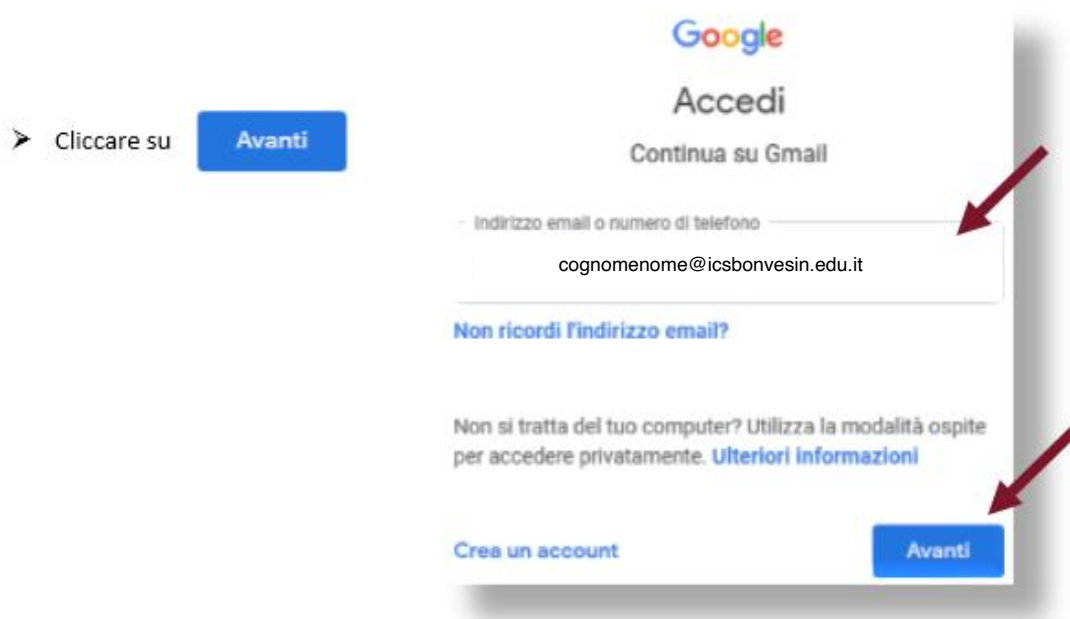 ➤ Cliccare su Avanti
Google
Accedi
Continua su Gmail
Indirizzo email o numero di telefono
cognomenome@icsbonvesin.edu.it
Non ricordi l'indirizzo email?
Non si tratta del tuo computer? Utilizza la modalità ospite
per accedere privatamente. Ulteriori informazioni
Crea un account
Avanti